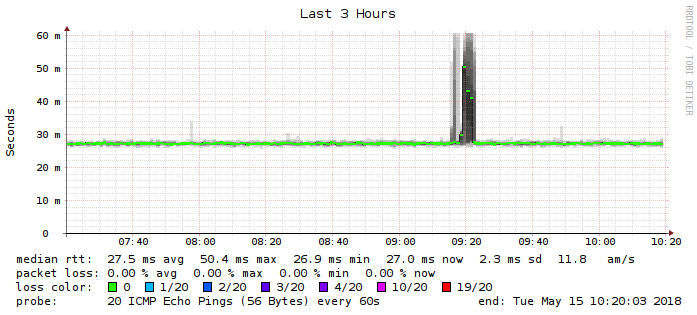 Last 3 Hours
RRDTOOL / TOBI OETIKER
Seconds
60 m
50 m
40 m
30 m
20 m
10 m
0
07:40 08:00 08:20 08:40 09:00 09:20 09:40 10:00 10:20
median rtt: 27.5 ms avg 50.4 ms max 26.9 ms min 27.0 ms now 2.3 ms sd 11.8 am/s
packet loss: 0.00 % avg 0.00 % max 0.00 % min 0.00 % now
loss color: 0 1/20 2/20 3/20 4/20 10/20 19/20
probe: 20 ICMP Echo Pings (56 Bytes) every 60s end: Tue May 15 10:20:03 2018